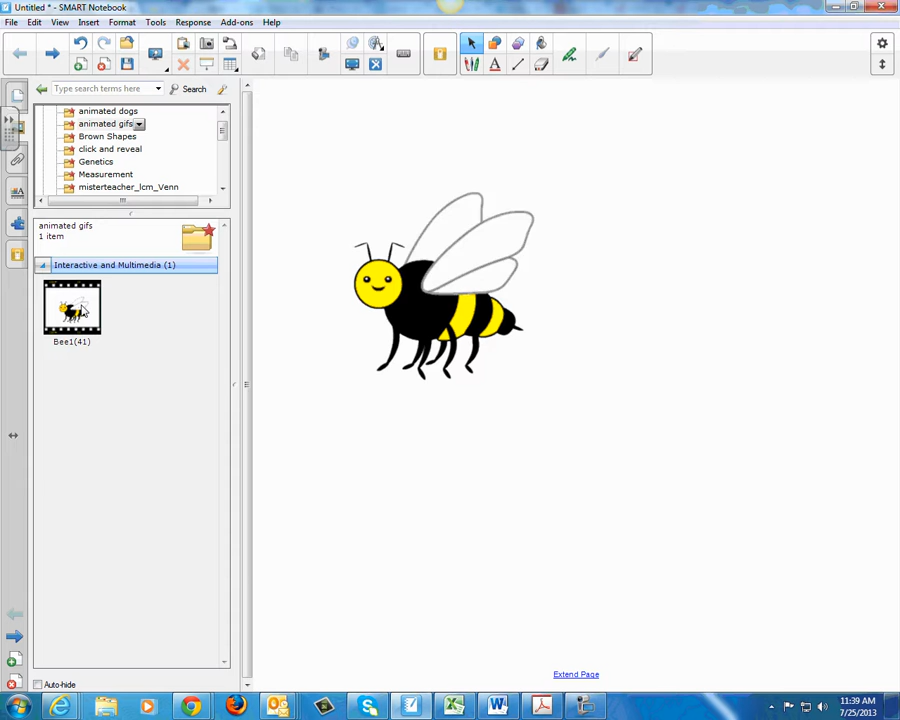 Untitled * - SMART Notebook
File Edit View Insert Format Tools Response Add-ons Help
Type search terms here Search
animated dogs
animated gifs
Brown Shapes
click and reveal
Genetics
Measurement
misterteacher_lcm_Venn
animated gifs
1 item
Interactive and Multimedia (1)
Bee1(41)
Extend Page
Auto-hide
11:39 AM
7/25/2013